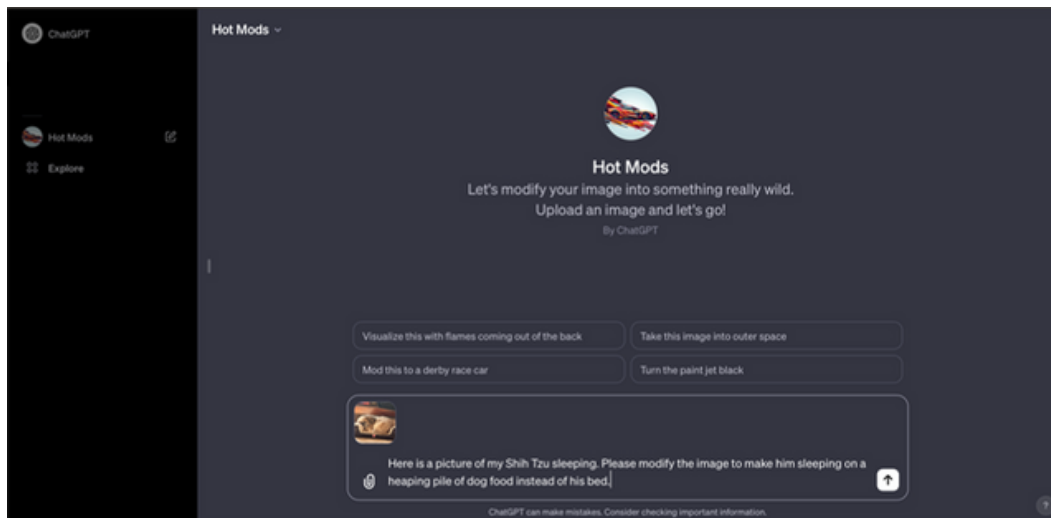 ChatGPT
Hot Mods
Hot Mods
Explore
Hot Mods
Let's modify your image into something really wild.
Upload an image and let's go!
By ChatGPT
Visualize this with flames coming out of the back
Take this image into outer space
Mod this to a derby race car
Turn the paint jet black
Here is a picture of my Shih Tzu sleeping. Please modify the image to make him sleeping on a
heaping pile of dog food instead of his bed.
ChatGPT can make mistakes. Consider checking important information.
?